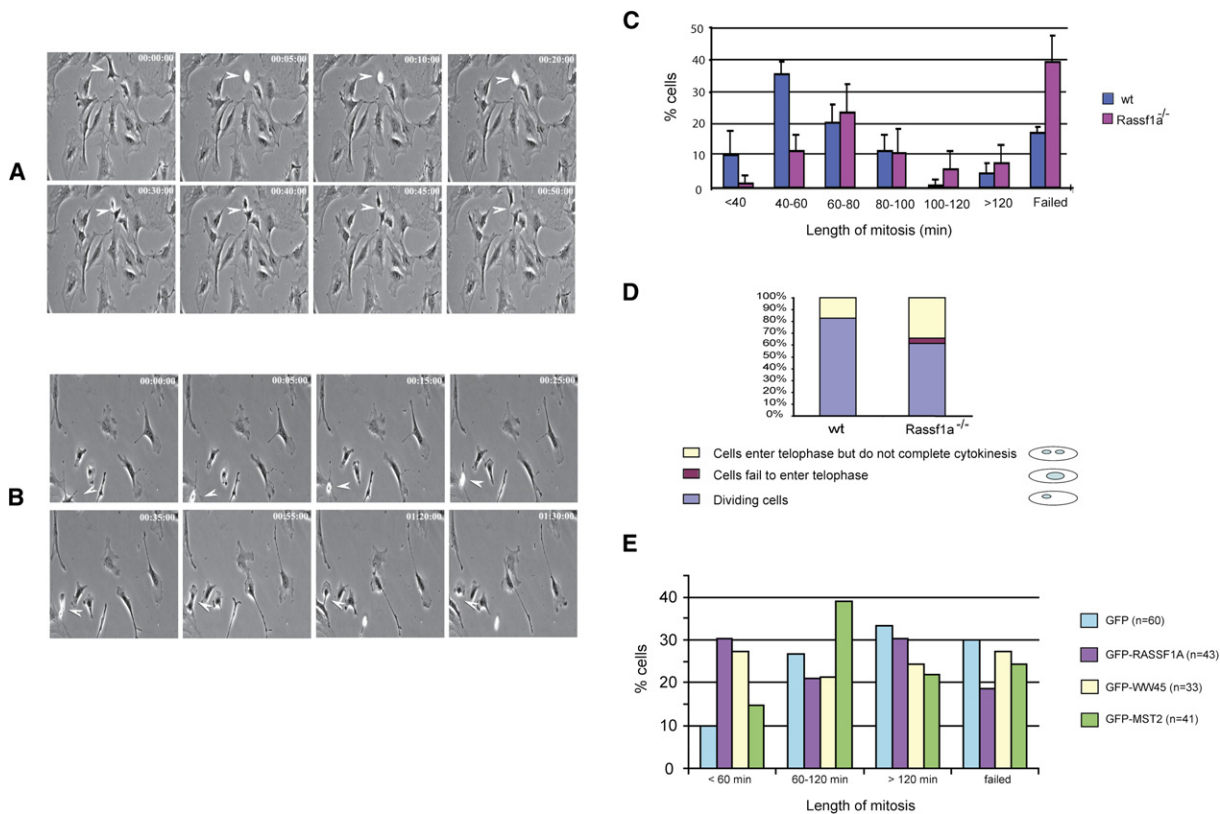 A
00:00:00
00:05:00
00:10:00
00:20:00
00:30:00
00:40:00
00:45:00
00:50:00
B
00:00:00
00:05:00
00:15:00
00:25:00
00:35:00
00:55:00
01:20:00
01:30:00
C
50
40
30
20
10
0
% cells
<40
40-60
60-80
80-100
100-120
>120
Failed
Length of mitosis (min)
wt
Rassf1a-/-
D
100%
90%
80%
70%
60%
50%
40%
30%
20%
10%
0%
wt
Rassf1a-/-
Cells enter telophase but do not complete cytokinesis
Cells fail to enter telophase
Dividing cells
E
40
30
20
10
0
% cells
< 60 min
60-120 min
> 120 min
failed
Length of mitosis
GFP (n=60)
GFP-RASSF1A (n=43)
GFP-WW45 (n=33)
GFP-MST2 (n=41)